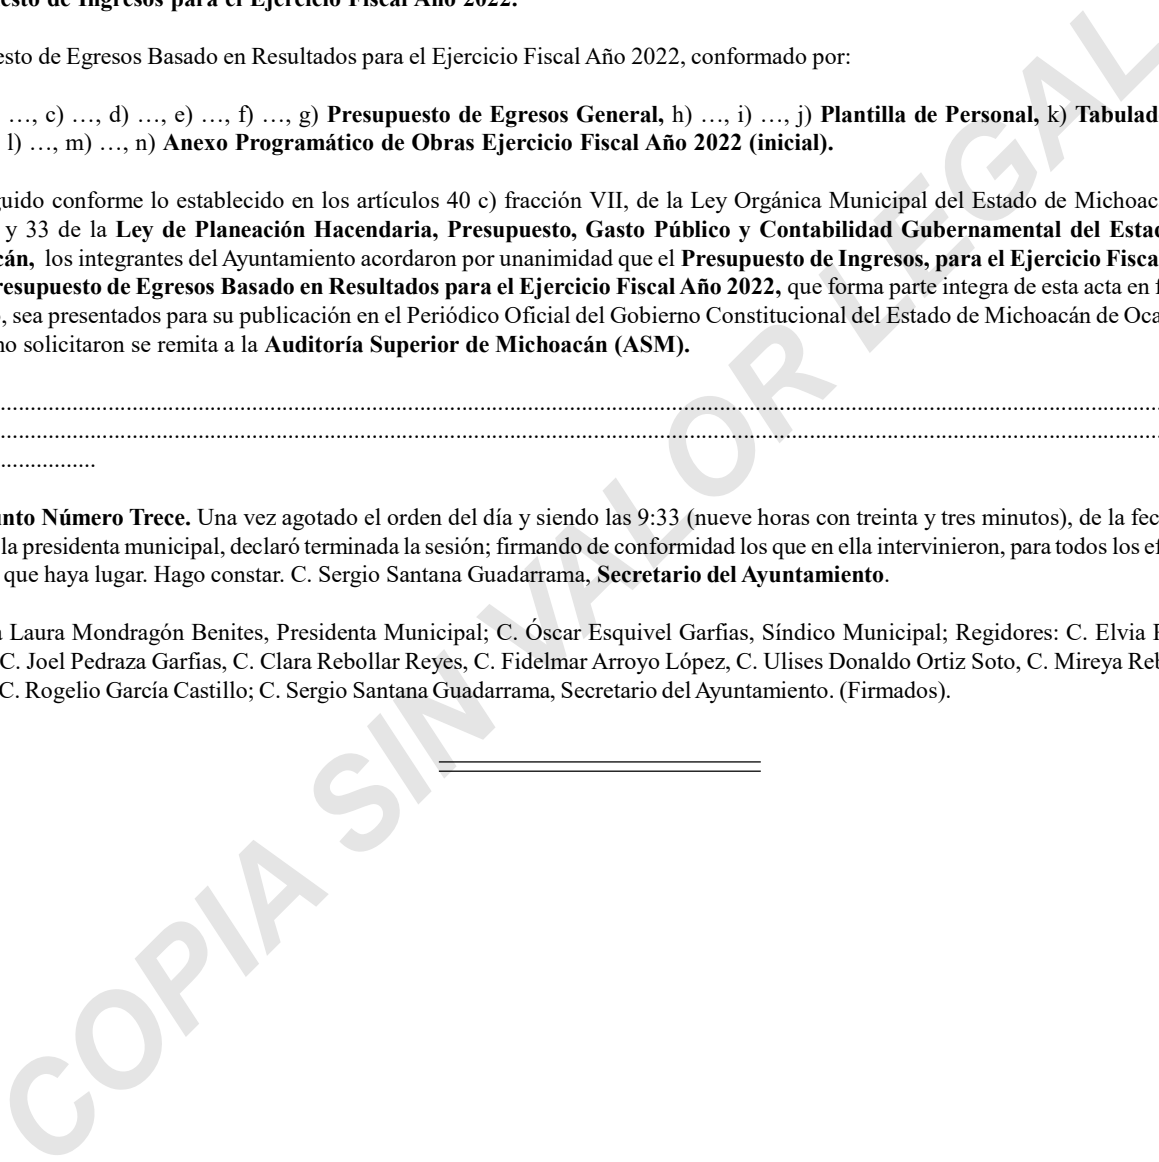 esto de Ingresos para el Ejercicio Fiscal Año 2022.
esto de Egresos Basado en Resultados para el Ejercicio Fiscal Año 2022, conformado por:
…, c) …, d) …, e) …, f) …, g) Presupuesto de Egresos General, h) …, i) …, j) Plantilla de Personal, k) Tabulad
l) …, m) …, n) Anexo Programático de Obras Ejercicio Fiscal Año 2022 (inicial).
guido conforme lo establecido en los artículos 40 c) fracción VII, de la Ley Orgánica Municipal del Estado de Michoac
y 33 de la Ley de Planeación Hacendaria, Presupuesto, Gasto Público y Contabilidad Gubernamental del Estad
cán, los integrantes del Ayuntamiento acordaron por unanimidad que el Presupuesto de Ingresos, para el Ejercicio Fisca
resupuesto de Egresos Basado en Resultados para el Ejercicio Fiscal Año 2022, que forma parte integra de esta acta en f
, sea presentados para su publicación en el Periódico Oficial del Gobierno Constitucional del Estado de Michoacán de Oca
no solicitaron se remita a la Auditoría Superior de Michoacán (ASM).
unto Número Trece. Una vez agotado el orden del día y siendo las 9:33 (nueve horas con treinta y tres minutos), de la fec
la presidenta municipal, declaró terminada la sesión; firmando de conformidad los que en ella intervinieron, para todos los ef
que haya lugar. Hago constar. C. Sergio Santana Guadarrama, Secretario del Ayuntamiento.
a Laura Mondragón Benites, Presidenta Municipal; C. Óscar Esquivel Garfias, Síndico Municipal; Regidores: C. Elvia
C. Joel Pedraza Garfias, C. Clara Rebollar Reyes, C. Fidelmar Arroyo López, C. Ulises Donaldo Ortiz Soto, C. Mireya Reb
C. Rogelio García Castillo; C. Sergio Santana Guadarrama, Secretario del Ayuntamiento. (Firmados).
COPIA SIN VALOR LEGAL